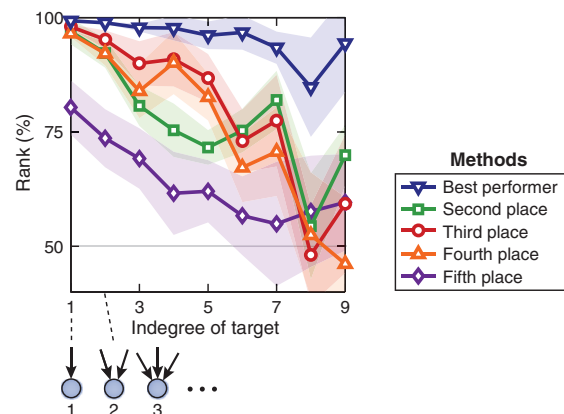 100
75
50
Rank (%)
1 3 5 7 9
Indegree of target
1 2 3
Methods
Best performer
Second place
Third place
Fourth place
Fifth place